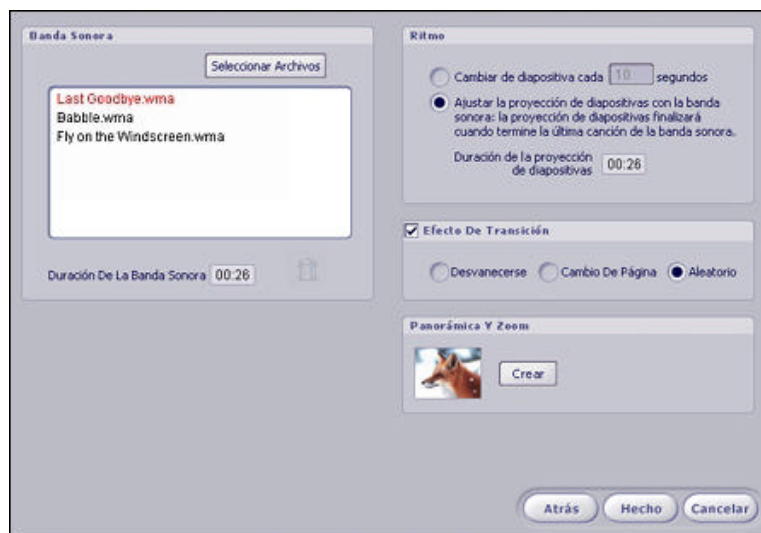 Banda Sonora
Seleccionar Archivos
Last Goodbye.wma
Babble.wma
Fly on the Windscreen.wma
Duración De La Banda Sonora 00:26
Ritmo
Cambiar de diapositiva cada 10 segundos
Ajustar la proyección de diapositivas con la banda
sonora: la proyección de diapositivas finalizará
cuando termine la última canción de la banda sonora.
Duración de la proyección
de diapositivas 00:26
Efecto De Transición
Desvanecerse Cambio De Página Aleatorio
Panorámica Y Zoom
Crear
Atrás Hecho Cancelar